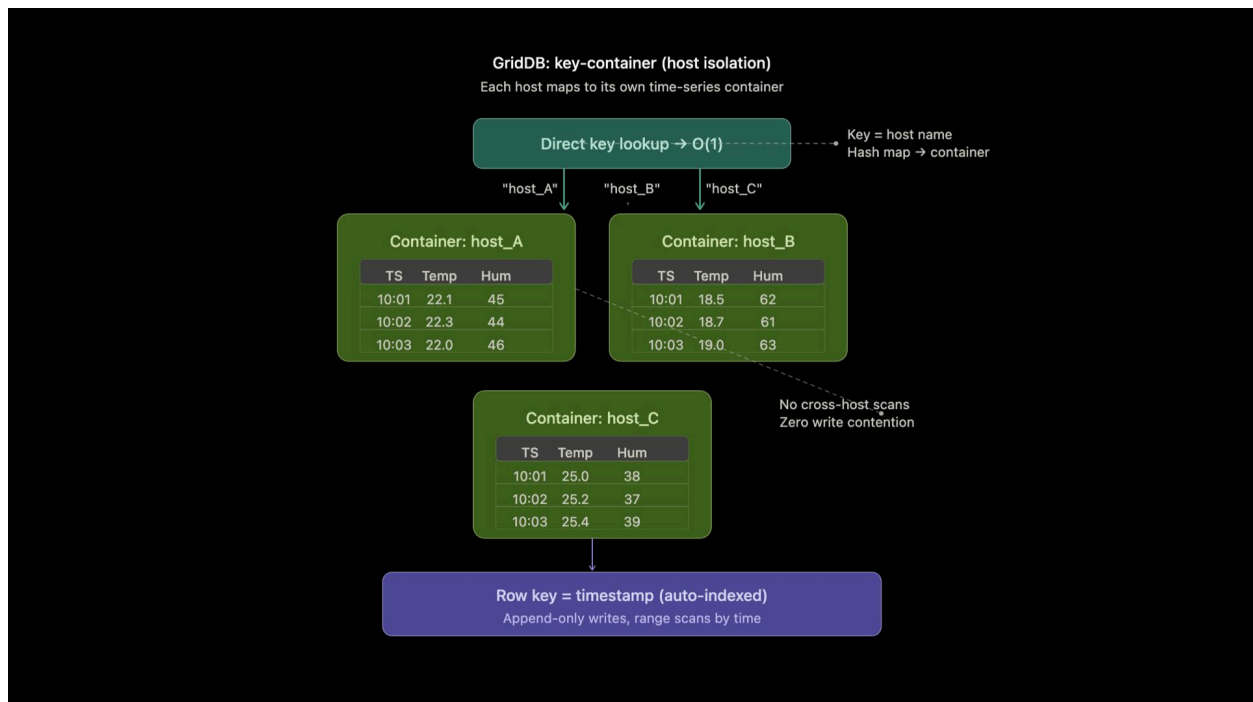 GridDB: key-container (host isolation)
Each host maps to its own time-series container
Direct key lookup → O(1)
Key = host name
Hash map → container
"host_A"
"host_B"
"host_C"
Container: host_A
TS Temp Hum
10:01 22.1 45
10:02 22.3 44
10:03 22.0 46
Container: host_B
TS Temp Hum
10:01 18.5 62
10:02 18.7 61
10:03 19.0 63
No cross-host scans
Zero write contention
Container: host_C
TS Temp Hum
10:01 25.0 38
10:02 25.2 37
10:03 25.4 39
Row key = timestamp (auto-indexed)
Append-only writes, range scans by time